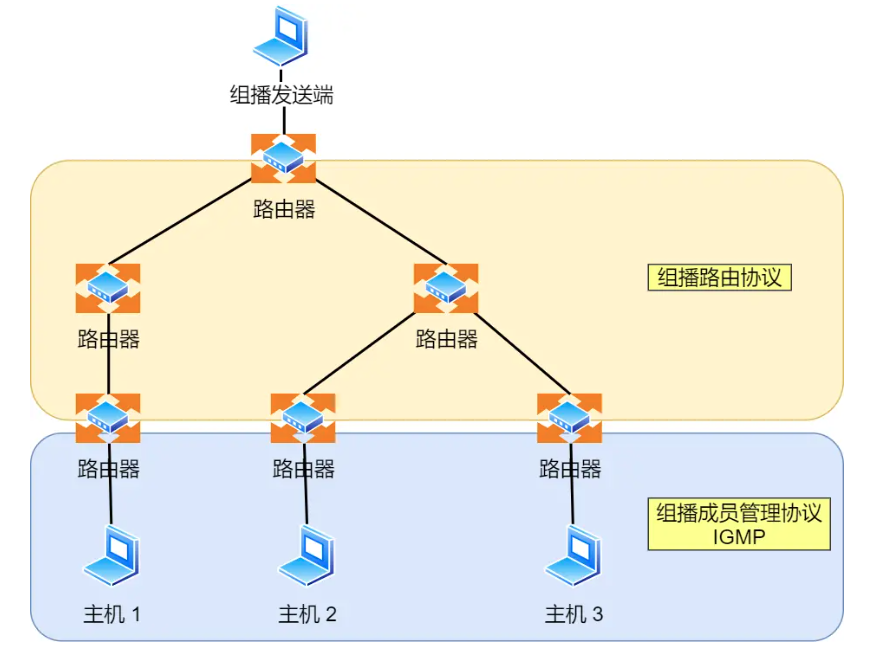 组播发送端
路由器
组播路由协议
路由器
路由器
路由器
路由器
路由器
组播成员管理协议
IGMP
主机 1
主机 2
主机 3